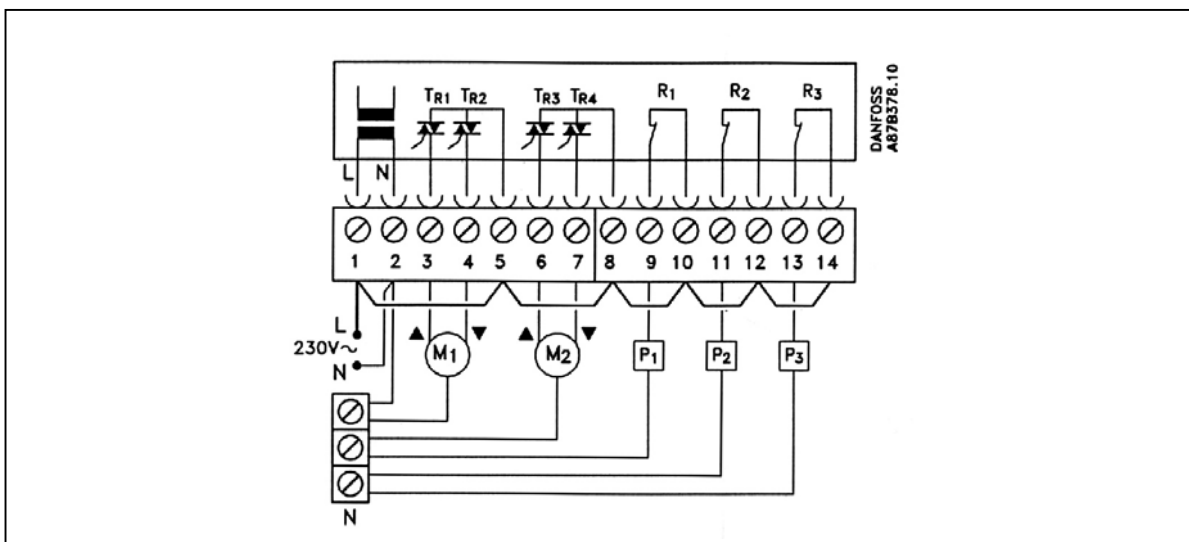 TR1 TR2 TR3 TR4 R1 R2 R3
DANFOSS
A87B378.10
L N
1 2 3 4 5 6 7 8 9 10 11 12 13 14
L
230V~
N
M1 M2 P1 P2 P3
N